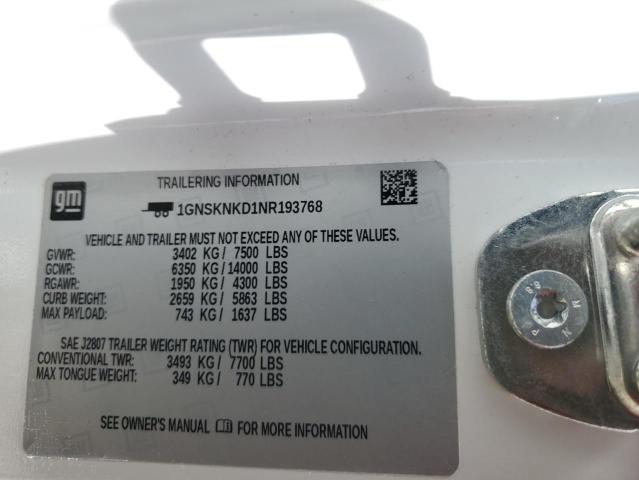 gm
TRAILERING INFORMATION
1GNSKNKD1NR193768
VEHICLE AND TRAILER MUST NOT EXCEED ANY OF THESE VALUES.
GVWR: 3402 KG / 7500 LBS
GCWR: 6350 KG / 14000 LBS
RGAWR: 1950 KG / 4300 LBS
CURB WEIGHT: 2659 KG / 5863 LBS
MAX PAYLOAD: 743 KG / 1637 LBS
SAE J2807 TRAILER WEIGHT RATING (TWR) FOR VEHICLE CONFIGURATION.
CONVENTIONAL TWR: 3493 KG / 7700 LBS
MAX TONGUE WEIGHT: 349 KG / 770 LBS
SEE OWNER'S MANUAL FOR MORE INFORMATION
88 M N P